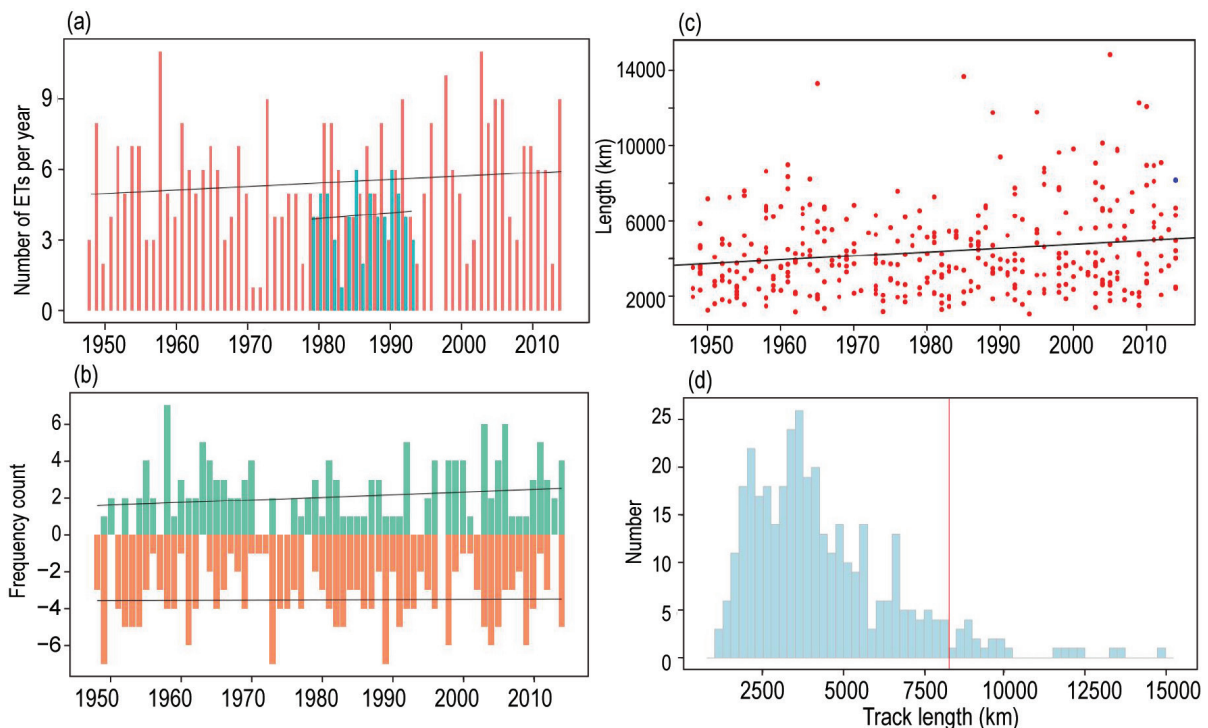 (a)
Number of ETs per year
9
6
3
0
1950 1960 1970 1980 1990 2000 2010
(b)
Frequency count
6
4
2
0
−2
−4
−6
1950 1960 1970 1980 1990 2000 2010
(c)
Length (km)
14000
10000
6000
2000
1950 1960 1970 1980 1990 2000 2010
(d)
Number
25
20
15
10
5
0
2500 5000 7500 10000 12500 15000
Track length (km)